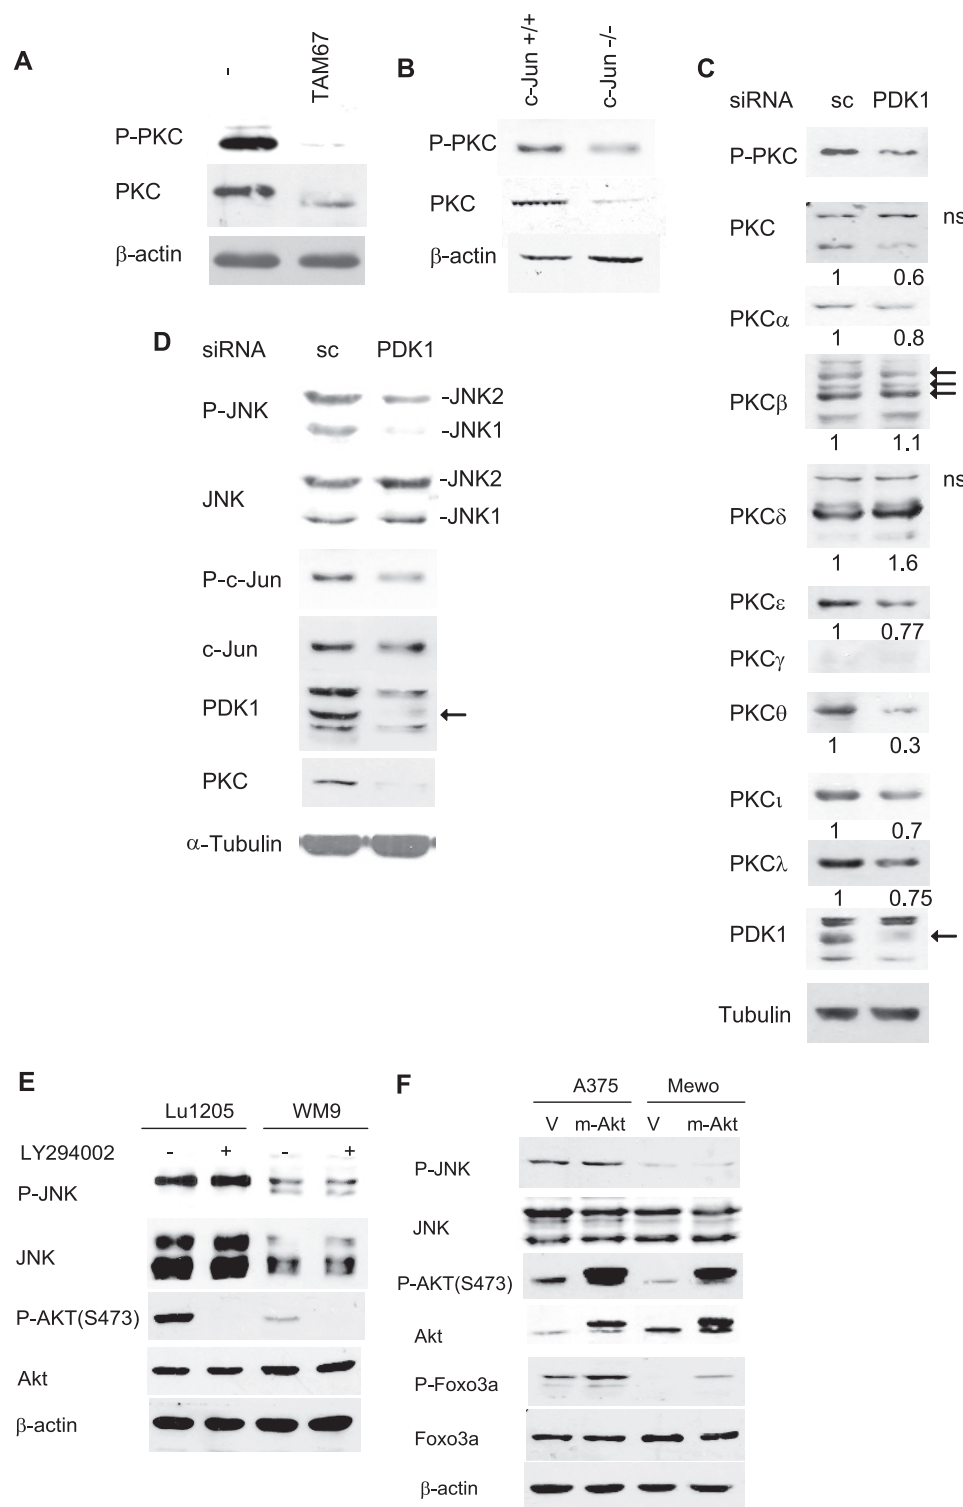 A
-
TAM67
P-PKC
PKC
β-actin
B
c-Jun +/+
c-Jun -/-
P-PKC
PKC
β-actin
C
siRNA sc PDK1
P-PKC
PKC ns
1 0.6
PKCα
1 0.8
PKCβ
1 1.1
PKCδ ns
1 1.6
PKCε
1 0.77
PKCγ
PKCθ
1 0.3
PKCι
1 0.7
PKCλ
1 0.75
PDK1
Tubulin
D
siRNA sc PDK1
P-JNK -JNK2
-JNK1
JNK -JNK2
-JNK1
P-c-Jun
c-Jun
PDK1
PKC
α-Tubulin
E
Lu1205 WM9
LY294002 - + - +
P-JNK
JNK
P-AKT(S473)
Akt
β-actin
F
A375 Mewo
V m-Akt V m-Akt
P-JNK
JNK
P-AKT(S473)
Akt
P-Foxo3a
Foxo3a
β-actin